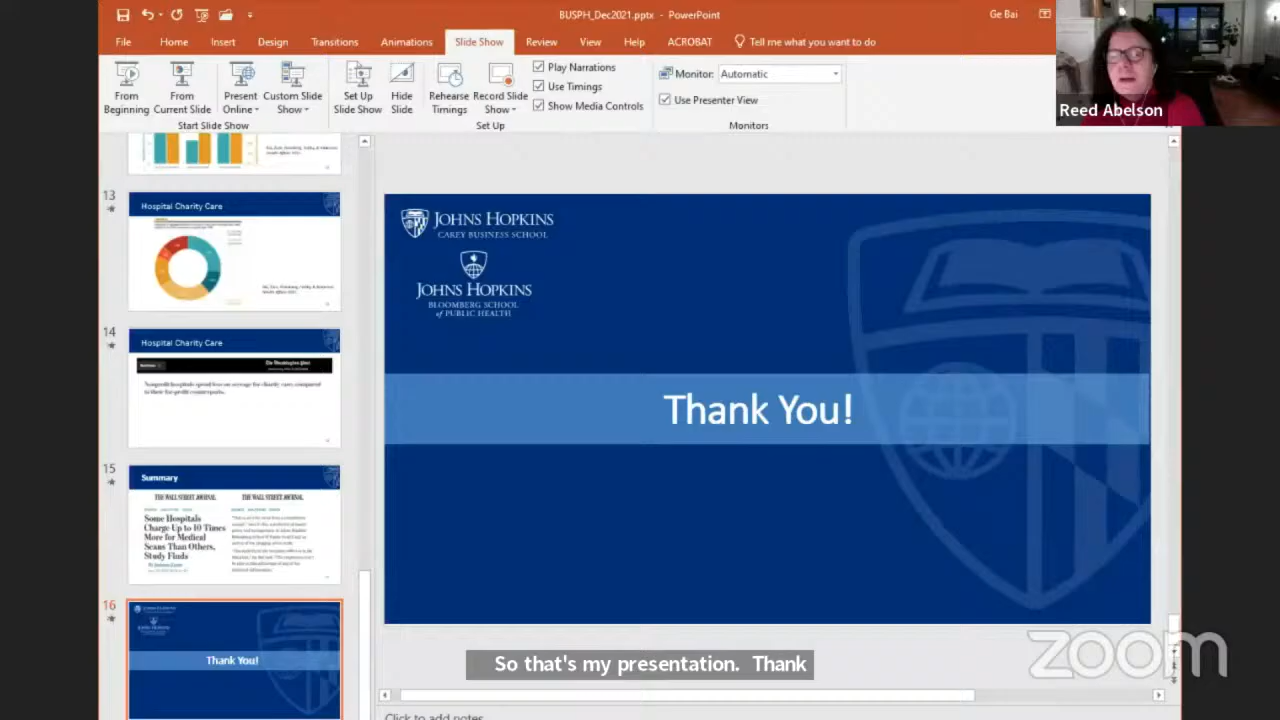 BUSPH_Dec2021.pptx - PowerPoint
Ge Bai
File Home Insert Design Transitions Animations Slide Show Review View Help ACROBAT Tell me what you want to do
From Beginning
From Current Slide
Present Online
Custom Slide Show
Start Slide Show
Set Up Slide Show
Hide Slide
Rehearse Timings
Record Slide Show
Play Narrations
Use Timings
Show Media Controls
Set Up
Monitor: Automatic
Use Presenter View
Monitors
Reed Abelson
13
Hospital Charity Care
14
Hospital Charity Care
The Washington Post
Nonprofit hospitals spend less on average for charity care, compared
to their for-profit counterparts.
15
Summary
THE WALL STREET JOURNAL.
THE WALL STREET JOURNAL.
Some Hospitals
Charge Up to 10 Times
More for Medical
Scans Than Others,
Study Finds
16
JOHNS HOPKINS
JOHNS HOPKINS
Thank You!
JOHNS HOPKINS
CAREY BUSINESS SCHOOL
JOHNS HOPKINS
BLOOMBERG SCHOOL
of PUBLIC HEALTH
Thank You!
So that's my presentation. Thank
zoom
Click to add notes